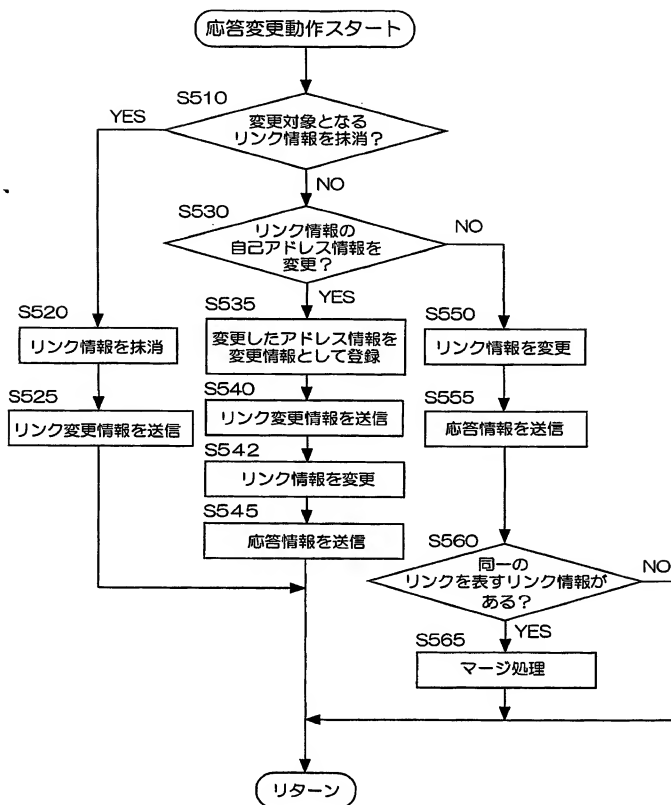 応答変更動作スタート
S510
変更対象となる
リンク情報を抹消?
YES
NO
S530
リンク情報の
自己アドレス情報を
変更?
NO
YES
S520
リンク情報を抹消
S525
リンク変更情報を送信
S535
変更したアドレス情報を
変更情報として登録
S540
リンク変更情報を送信
S542
リンク情報を変更
S545
応答情報を送信
S550
リンク情報を変更
S555
応答情報を送信
S560
同一の
リンクを表すリンク情報が
ある?
NO
YES
S565
マージ処理
リターン